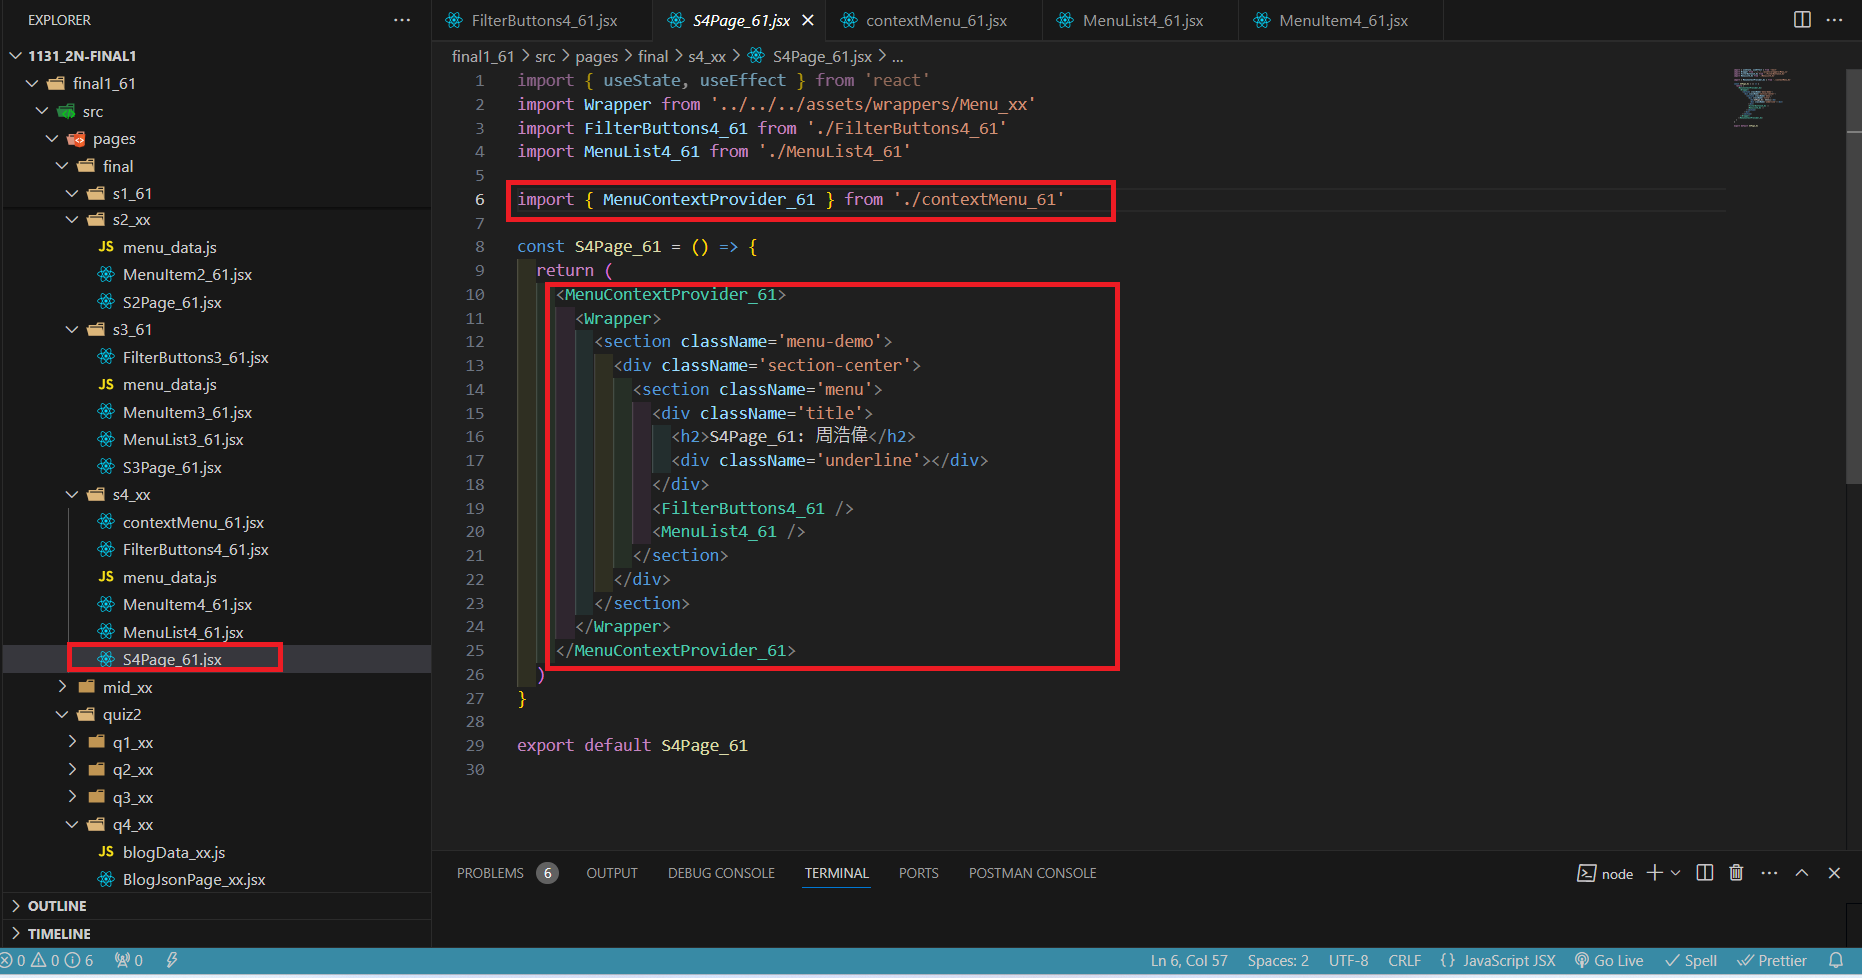 EXPLORER
1131_2N-FINAL1
final1_61
src
pages
final
s1_61
s2_xx
JS menu_data.js
MenuItem2_61.jsx
S2Page_61.jsx
s3_61
FilterButtons3_61.jsx
JS menu_data.js
MenuItem3_61.jsx
MenuList3_61.jsx
S3Page_61.jsx
s4_xx
contextMenu_61.jsx
FilterButtons4_61.jsx
JS menu_data.js
MenuItem4_61.jsx
MenuList4_61.jsx
S4Page_61.jsx
mid_xx
quiz2
q1_xx
q2_xx
q3_xx
q4_xx
JS blogData_xx.js
BlogJsonPage_xx.jsx
OUTLINE
TIMELINE
FilterButtons4_61.jsx S4Page_61.jsx contextMenu_61.jsx MenuList4_61.jsx MenuItem4_61.jsx
final1_61 > src > pages > final > s4_xx > S4Page_61.jsx > ...
1 import { useState, useEffect } from 'react'
2 import Wrapper from '../../../assets/wrappers/Menu_xx'
3 import FilterButtons4_61 from './FilterButtons4_61'
4 import MenuList4_61 from './MenuList4_61'
5
6 import { MenuContextProvider_61 } from './contextMenu_61'
7
8 const S4Page_61 = () => {
9 return (
10 <MenuContextProvider_61>
11 <Wrapper>
12 <section className='menu-demo'>
13 <div className='section-center'>
14 <section className='menu'>
15 <div className='title'>
16 <h2>S4Page_61: 周浩偉</h2>
17 <div className='underline'></div>
18 </div>
19 <FilterButtons4_61 />
20 <MenuList4_61 />
21 </section>
22 </div>
23 </section>
24 </Wrapper>
25 </MenuContextProvider_61>
26 )
27 }
28
29 export default S4Page_61
30
PROBLEMS 6 OUTPUT DEBUG CONSOLE TERMINAL PORTS POSTMAN CONSOLE node
0 0 6 0 Ln 6, Col 57 Spaces: 2 UTF-8 CRLF {} JavaScript JSX Go Live Spell Prettier